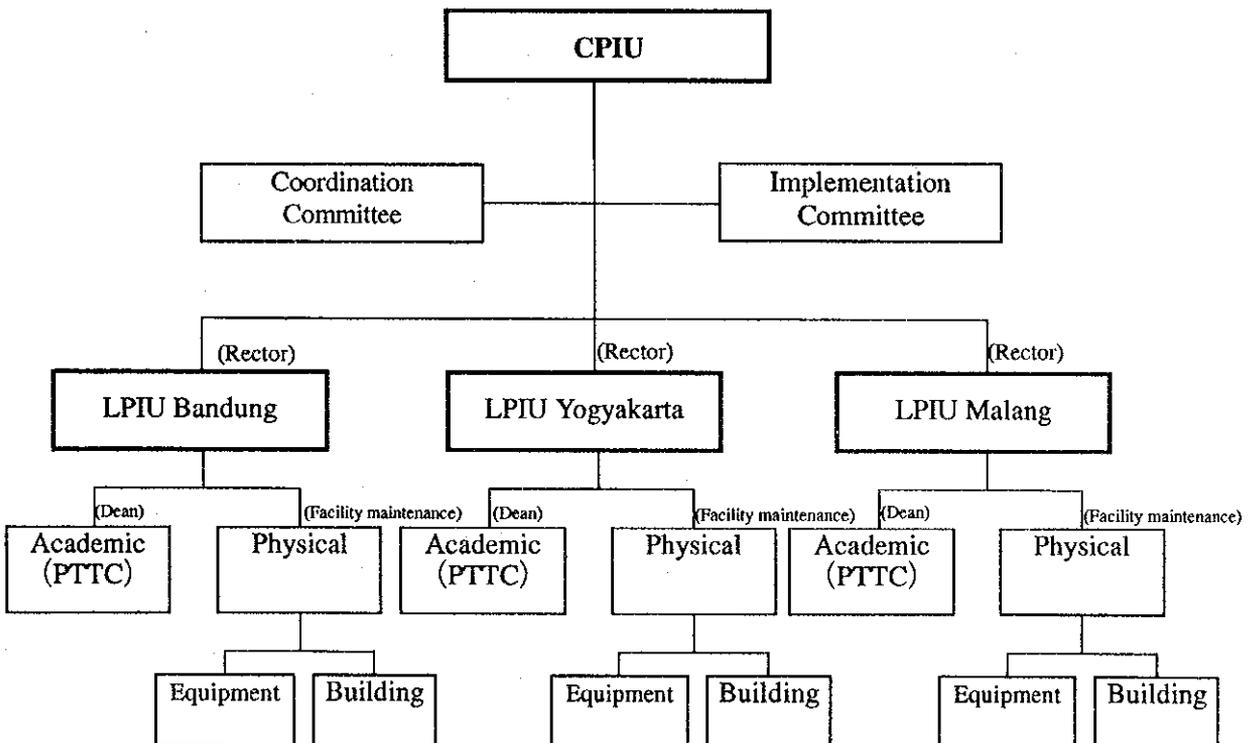 CPIU
Coordination
Committee
Implementation
Committee
(Rector)
(Rector)
(Rector)
LPIU Bandung
LPIU Yogyakarta
LPIU Malang
(Dean)
(Facility maintenance)
(Dean)
(Facility maintenance)
(Dean)
(Facility maintenance)
Academic
(PTTC)
Physical
Academic
(PTTC)
Physical
Academic
(PTTC)
Physical
Equipment
Building
Equipment
Building
Equipment
Building